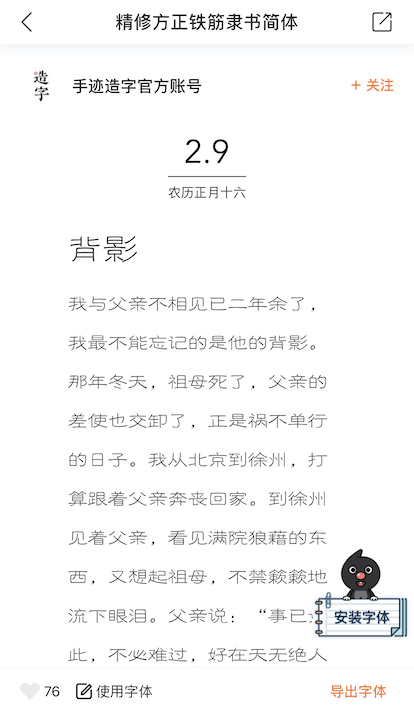 精修方正铁筋隶书简体
造字
手迹造字官方账号
+ 关注
2.9
农历正月十六
背影
我与父亲不相见已二年余了，
我最不能忘记的是他的背影。
那年冬天，祖母死了，父亲的
差使也交卸了，正是祸不单行
的日子。我从北京到徐州，打
算跟着父亲奔丧回家。到徐州
见着父亲，看见满院狼藉的东
西，又想起祖母，不禁簌簌地
流下眼泪。父亲说：“事已
安装字体
此，不必难过，好在天无绝人
76
使用字体
导出字体